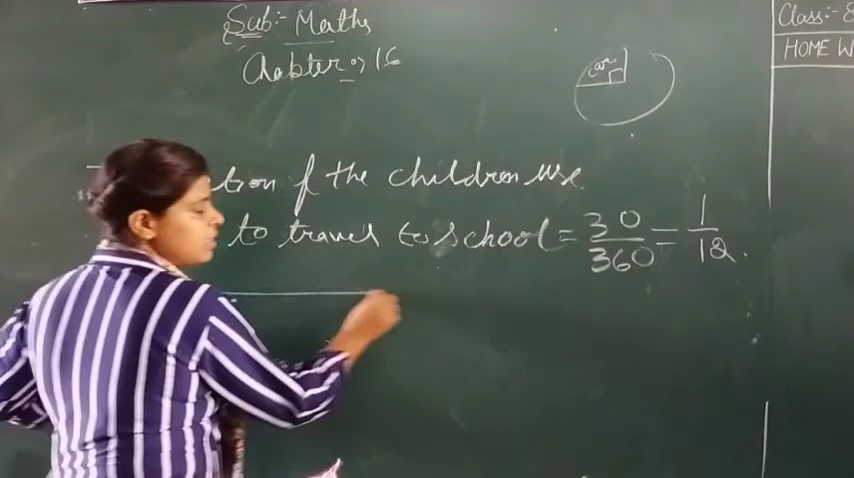 Sub:- Maths
Chapter :, 16
Class:- 8
HOME W
car
tion of the children use
to travel to school = 30/360 = 1/12.